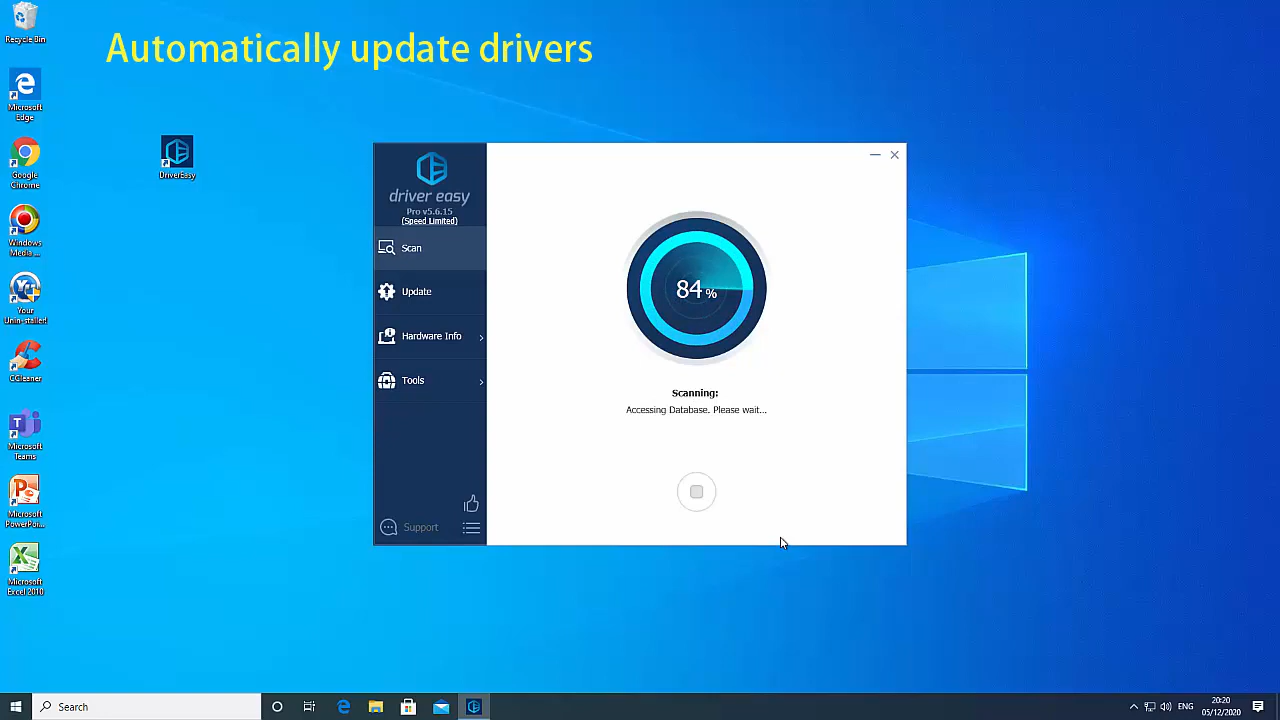 Automatically update drivers
Recycle Bin
Microsoft
Edge
Google
Chrome
Windows
Media ...
Your
Unin-staller!
CCleaner
Microsoft
Teams
Microsoft
PowerPoi...
Microsoft
Excel 2010
DriverEasy
driver easy
Pro v5.6.15
(Speed Limited)
Scan
Update
Hardware Info
Tools
Support
84 %
Scanning:
Accessing Database. Please wait...
Search
ENG
20:20
05/12/2020